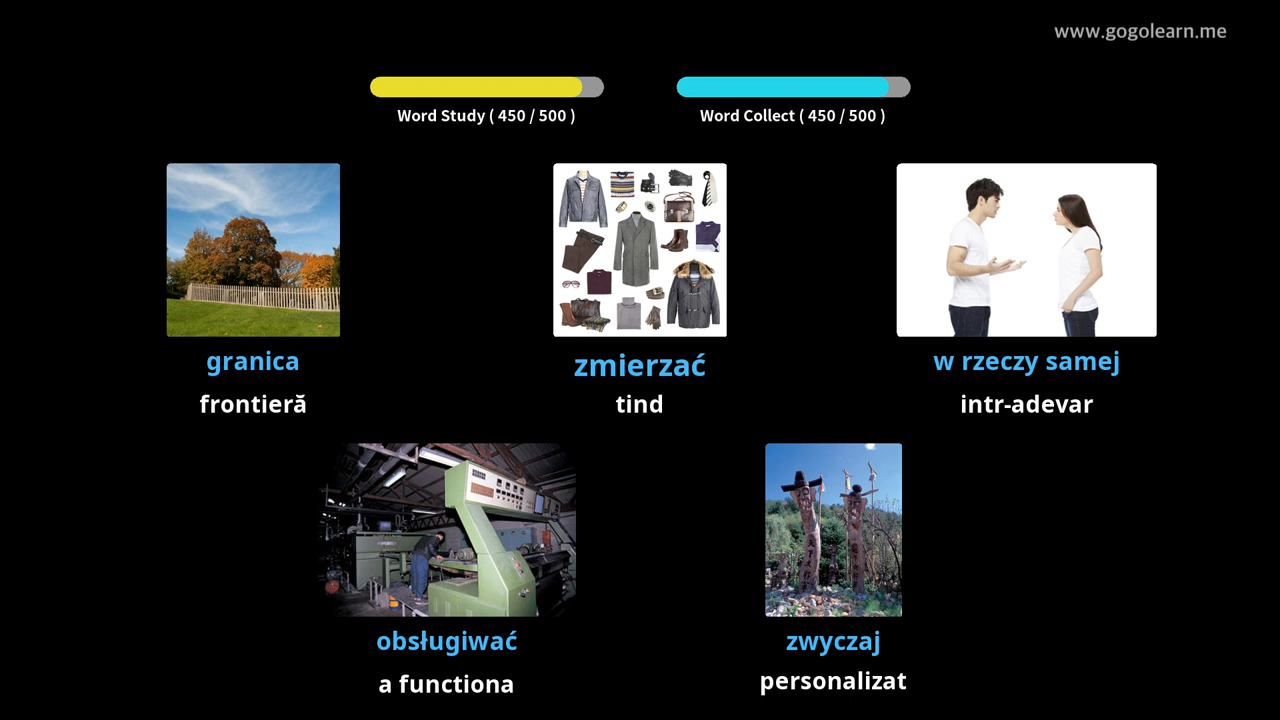 www.gogolearn.me
Word Study ( 450 / 500 )
Word Collect ( 450 / 500 )
granica
zmierzać
w rzeczy samej
frontieră
tind
intr-adevar
obsługiwać
zwyczaj
a functiona
personalizat